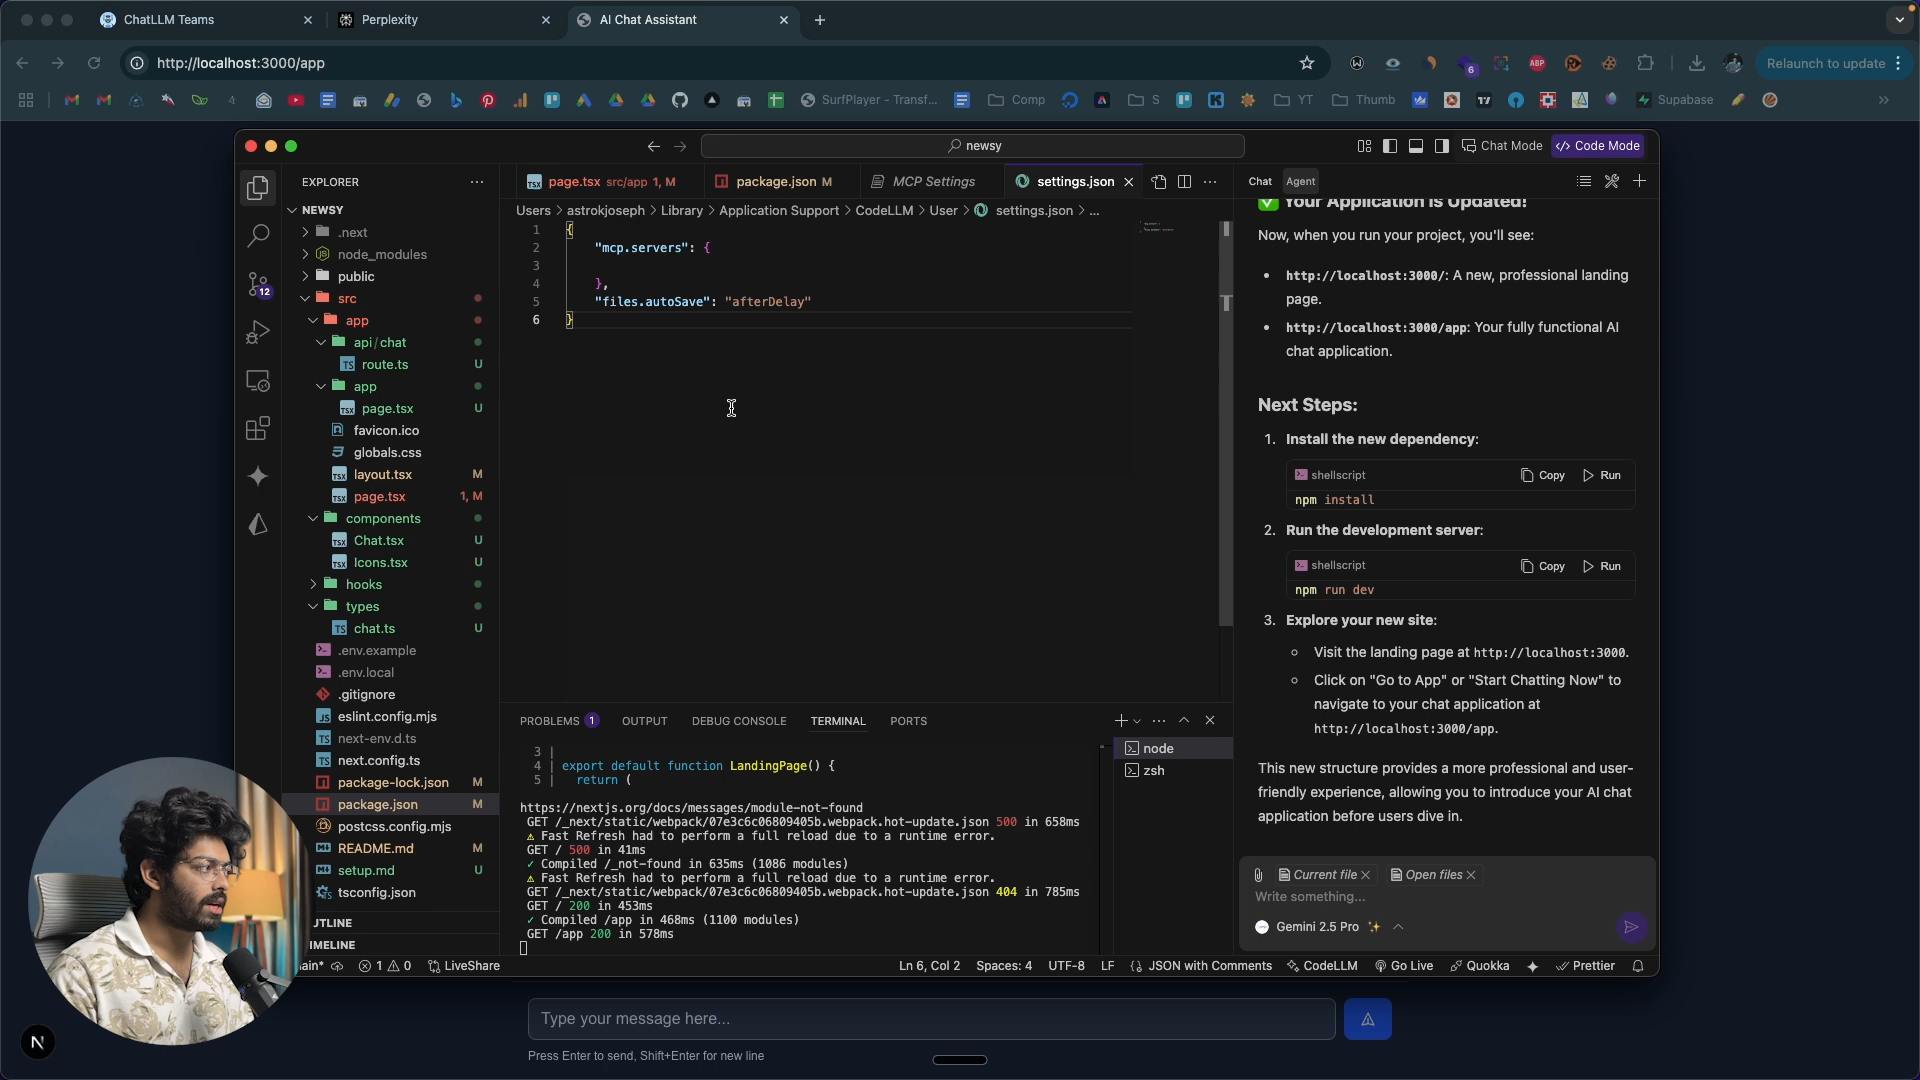 ChatLLM Teams
Perplexity
AI Chat Assistant
http://localhost:3000/app
6
ABP
Relaunch to update
SurfPlayer - Transf...
Comp
S
YT
Thumb
Supabase
newsy
Chat Mode
</> Code Mode
EXPLORER
NEWSY
.next
node_modules
public
src
app
api/chat
route.ts U
app
page.tsx U
favicon.ico
globals.css
layout.tsx M
page.tsx 1, M
components
Chat.tsx U
Icons.tsx U
hooks
types
chat.ts U
.env.example
.env.local
.gitignore
eslint.config.mjs
next-env.d.ts
next.config.ts
package-lock.json M
package.json M
postcss.config.mjs
README.md M
setup.md U
tsconfig.json
UTLINE
IMELINE
12
page.tsx src/app 1, M
package.json M
MCP Settings
settings.json
Users > astrokjoseph > Library > Application Support > CodeLLM > User > settings.json > ...
1 {
2 "mcp.servers": {
3
4 },
5 "files.autoSave": "afterDelay"
6 }
PROBLEMS 1
OUTPUT
DEBUG CONSOLE
TERMINAL
PORTS
3 |
4 | export default function LandingPage() {
5 | return (
https://nextjs.org/docs/messages/module-not-found
GET /_next/static/webpack/07e3c6c06809405b.webpack.hot-update.json 500 in 658ms
⚠ Fast Refresh had to perform a full reload due to a runtime error.
GET / 500 in 41ms
✓ Compiled /_not-found in 635ms (1086 modules)
⚠ Fast Refresh had to perform a full reload due to a runtime error.
GET /_next/static/webpack/07e3c6c06809405b.webpack.hot-update.json 404 in 785ms
GET / 200 in 453ms
✓ Compiled /app in 468ms (1100 modules)
GET /app 200 in 578ms
node
zsh
Chat
Agent
✅ Your Application is Updated!
Now, when you run your project, you'll see:
• http://localhost:3000/: A new, professional landing
page.
• http://localhost:3000/app: Your fully functional AI
chat application.
Next Steps:
1. Install the new dependency:
shellscript Copy Run
npm install
2. Run the development server:
shellscript Copy Run
npm run dev
3. Explore your new site:
Visit the landing page at http://localhost:3000.
Click on "Go to App" or "Start Chatting Now" to
navigate to your chat application at
http://localhost:3000/app.
This new structure provides a more professional and user-
friendly experience, allowing you to introduce your AI chat
application before users dive in.
Current file
Open files
Write something...
Gemini 2.5 Pro
ain*
1 0
LiveShare
Ln 6, Col 2
Spaces: 4
UTF-8
LF
{} JSON with Comments
CodeLLM
Go Live
Quokka
Prettier
Type your message here...
Press Enter to send, Shift+Enter for new line
N